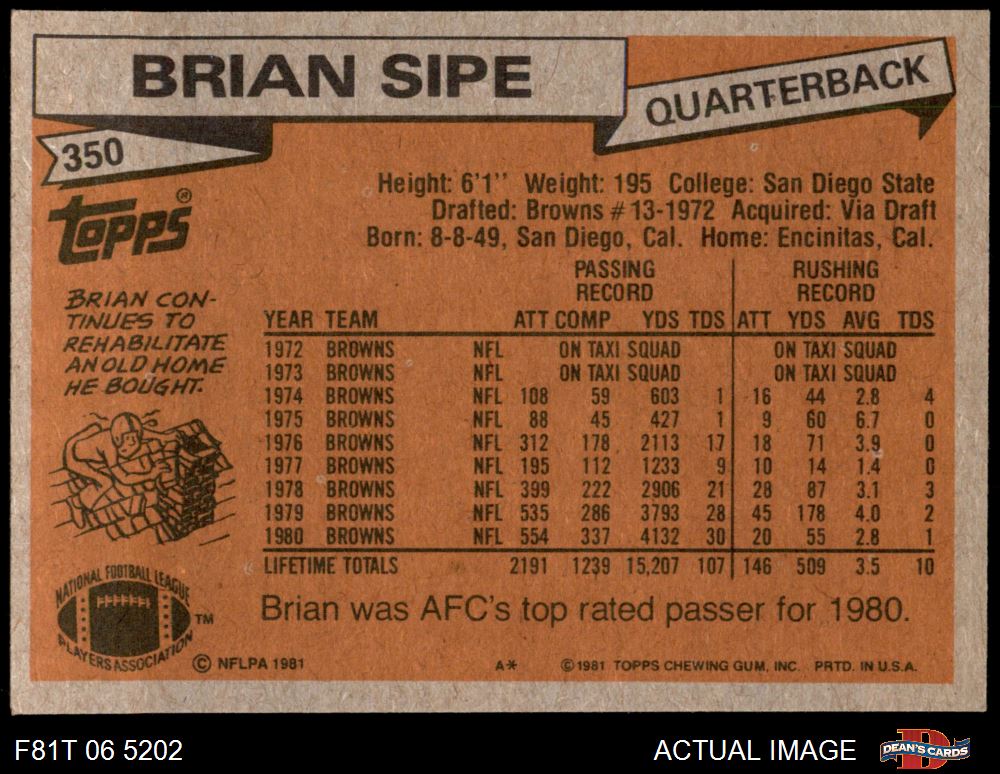 BRIAN SIPE
QUARTERBACK
350
TOPPS®
Height: 6'1" Weight: 195 College: San Diego State
Drafted: Browns #13-1972 Acquired: Via Draft
Born: 8-8-49, San Diego, Cal. Home: Encinitas, Cal.
BRIAN CON-
TINUES TO
REHABILITATE
AN OLD HOME
HE BOUGHT.
PASSING RECORD RUSHING RECORD
YEAR TEAM ATT COMP YDS TDS ATT YDS AVG TDS
1972 BROWNS NFL ON TAXI SQUAD ON TAXI SQUAD
1973 BROWNS NFL ON TAXI SQUAD ON TAXI SQUAD
1974 BROWNS NFL 108 59 603 1 16 44 2.8 4
1975 BROWNS NFL 88 45 427 1 9 60 6.7 0
1976 BROWNS NFL 312 178 2113 17 18 71 3.9 0
1977 BROWNS NFL 195 112 1233 9 10 14 1.4 0
1978 BROWNS NFL 399 222 2906 21 28 87 3.1 3
1979 BROWNS NFL 535 286 3793 28 45 178 4.0 2
1980 BROWNS NFL 554 337 4132 30 20 55 2.8 1
LIFETIME TOTALS 2191 1239 15,207 107 146 509 3.5 10
Brian was AFC's top rated passer for 1980.
NATIONAL FOOTBALL LEAGUE
PLAYERS ASSOCIATION ™
© NFLPA 1981 A* ©1981 TOPPS CHEWING GUM, INC. PRTD. IN U.S.A.
F81T 06 5202 ACTUAL IMAGE DEAN'S CARDS